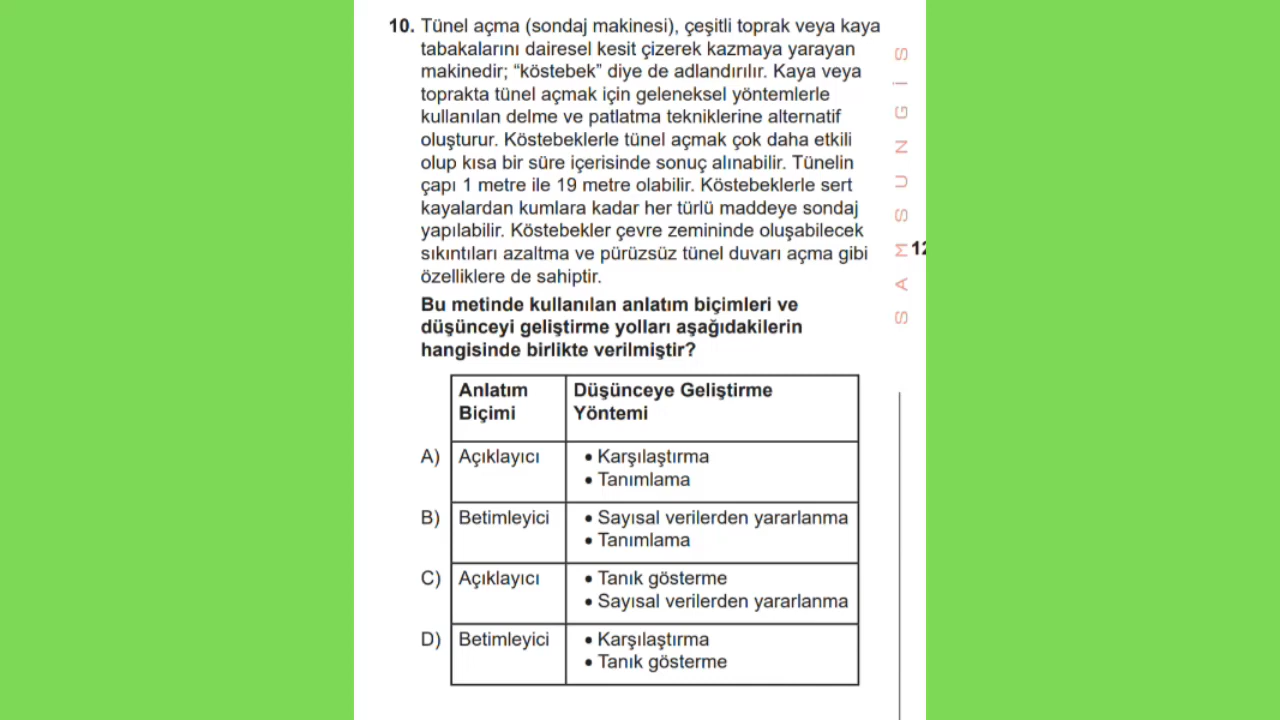 10. Tünel açma (sondaj makinesi), çeşitli toprak veya kaya
tabakalarını dairesel kesit çizerek kazmaya yarayan
makinedir; “köstebek” diye de adlandırılır. Kaya veya
toprakta tünel açmak için geleneksel yöntemlerle
kullanılan delme ve patlatma tekniklerine alternatif
oluşturur. Köstebeklerle tünel açmak çok daha etkili
olup kısa bir süre içerisinde sonuç alınabilir. Tünelin
çapı 1 metre ile 19 metre olabilir. Köstebeklerle sert
kayalardan kumlara kadar her türlü maddeye sondaj
yapılabilir. Köstebekler çevre zemininde oluşabilecek
sıkıntıları azaltma ve pürüzsüz tünel duvarı açma gibi
özelliklere de sahiptir.
Bu metinde kullanılan anlatım biçimleri ve
düşünceyi geliştirme yolları aşağıdakilerin
hangisinde birlikte verilmiştir?
Anlatım Biçimi
Düşünceye Geliştirme Yöntemi
A) Açıklayıcı • Karşılaştırma
• Tanımlama
B) Betimleyici • Sayısal verilerden yararlanma
• Tanımlama
C) Açıklayıcı • Tanık gösterme
• Sayısal verilerden yararlanma
D) Betimleyici • Karşılaştırma
• Tanık gösterme
SAMSUNGİS
12